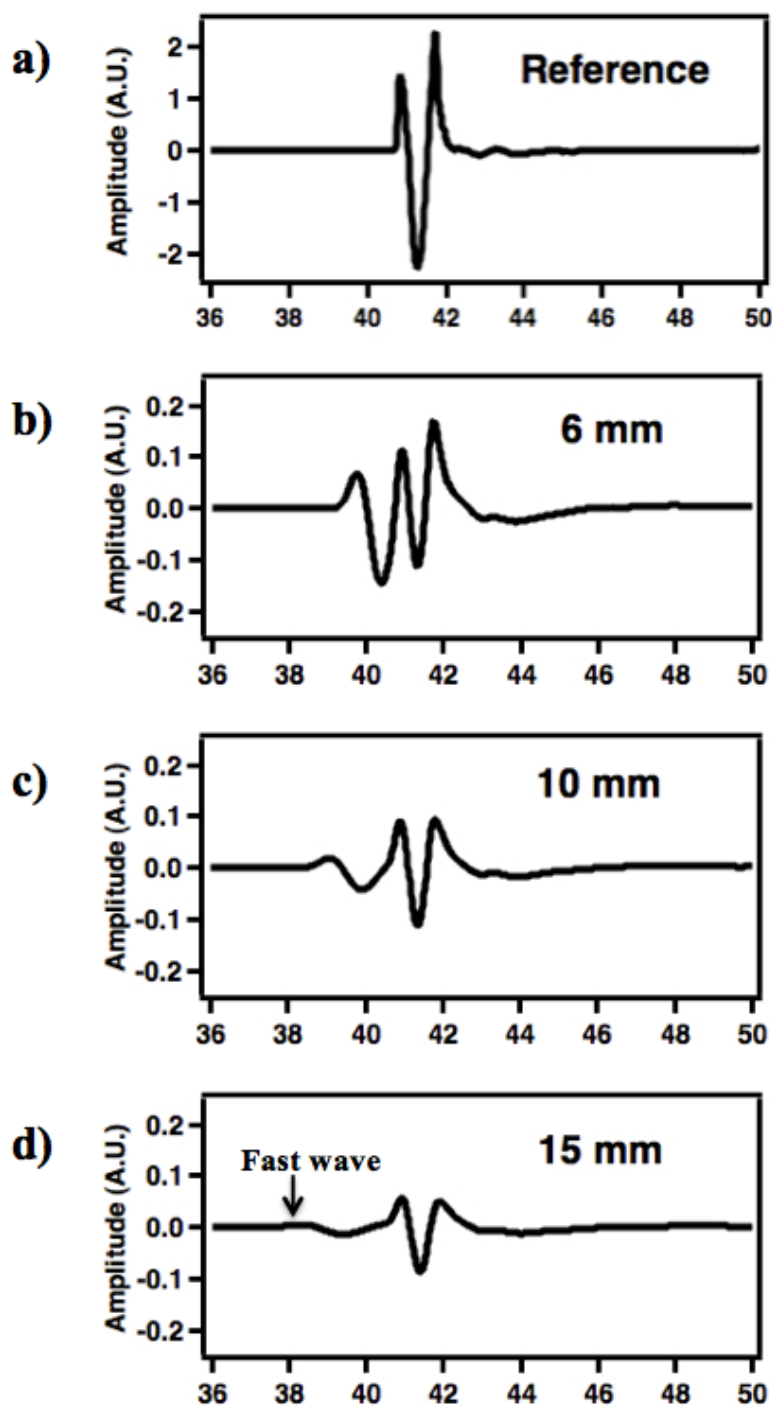 a)
Reference
Amplitude (A.U.)
2
1
0
-1
-2
36 38 40 42 44 46 48 50
b)
6 mm
Amplitude (A.U.)
0.2
0.1
0.0
-0.1
-0.2
36 38 40 42 44 46 48 50
c)
10 mm
Amplitude (A.U.)
0.2
0.1
0.0
-0.1
-0.2
36 38 40 42 44 46 48 50
d)
15 mm
Fast wave
Amplitude (A.U.)
0.2
0.1
0.0
-0.1
-0.2
36 38 40 42 44 46 48 50